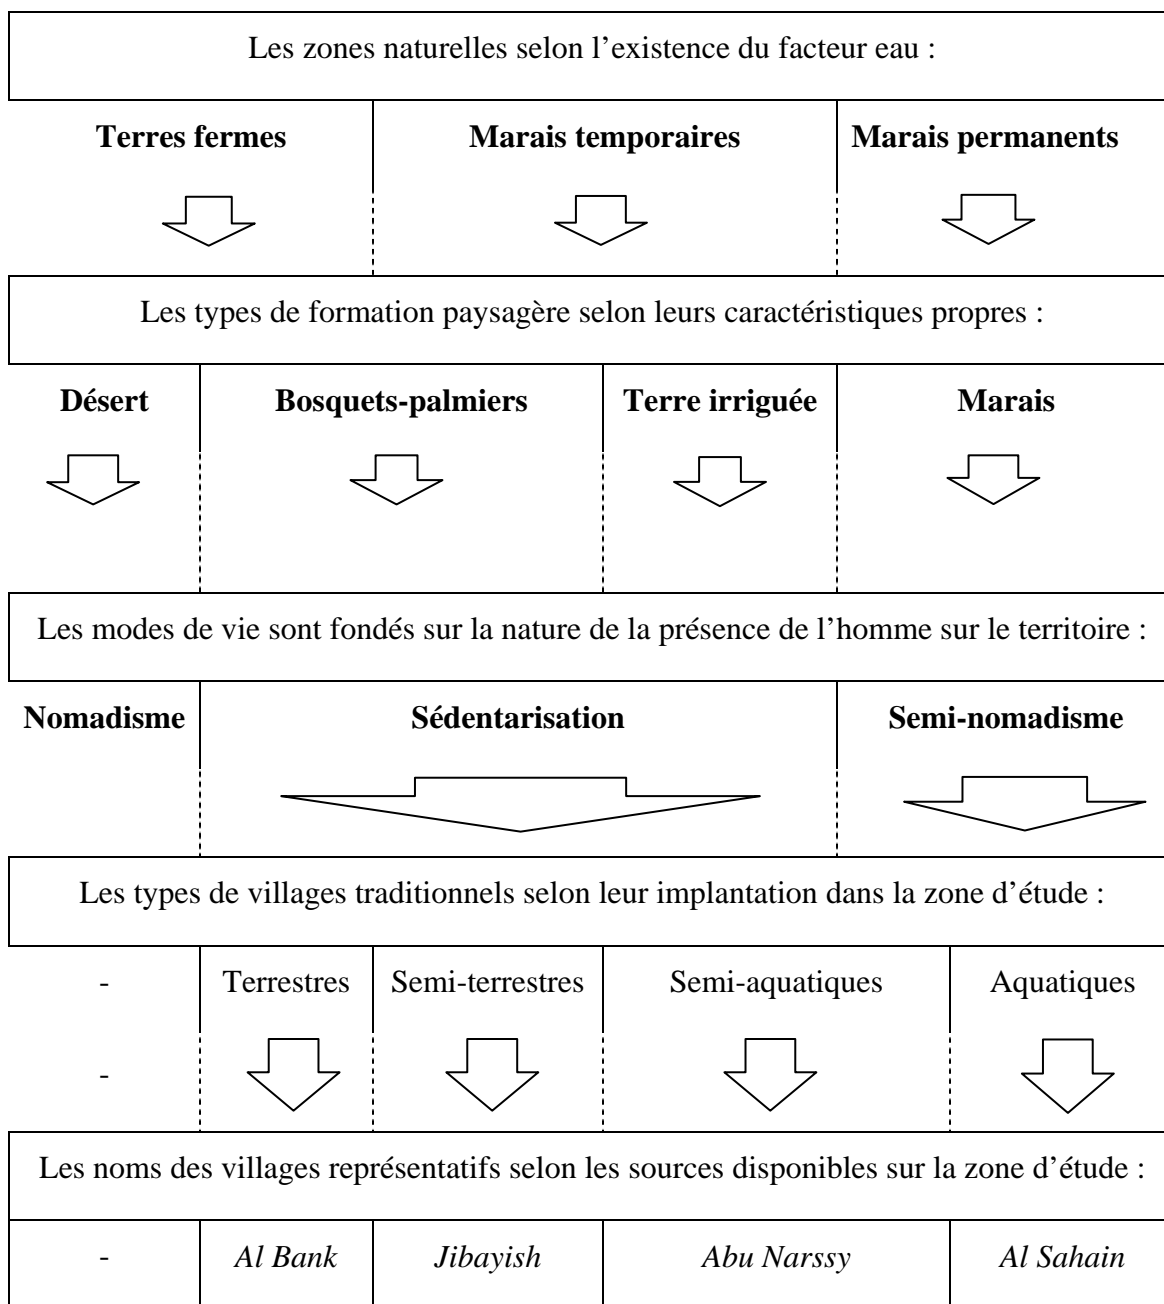 Les zones naturelles selon l’existence du facteur eau :
Terres fermes Marais temporaires Marais permanents
Les types de formation paysagère selon leurs caractéristiques propres :
Désert Bosquets-palmiers Terre irriguée Marais
Les modes de vie sont fondés sur la nature de la présence de l’homme sur le territoire :
Nomadisme Sédentarisation Semi-nomadisme
Les types de villages traditionnels selon leur implantation dans la zone d’étude :
- Terrestres Semi-terrestres Semi-aquatiques Aquatiques
-
Les noms des villages représentatifs selon les sources disponibles sur la zone d’étude :
- Al Bank Jibayish Abu Narssy Al Sahain